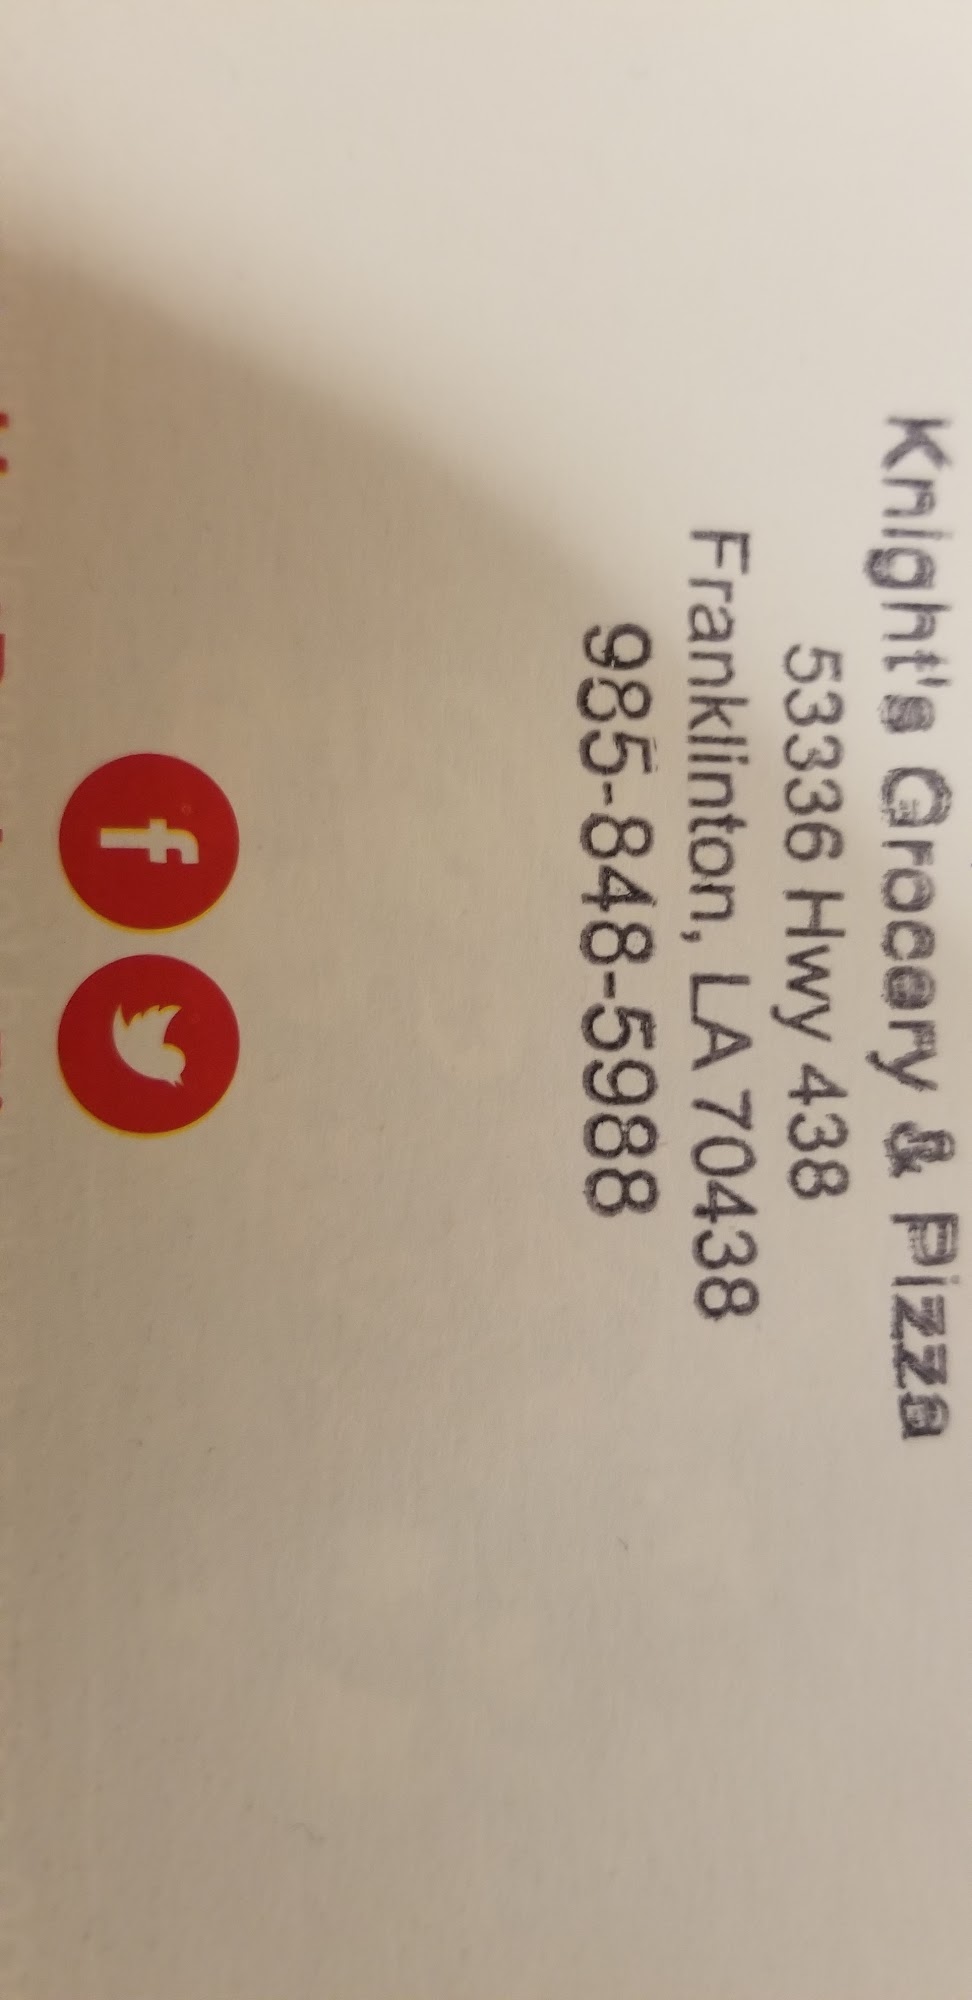 Knight's Grocery & Pizza
53336 Hwy 438
Franklinton, LA 70438
985-848-5988
f